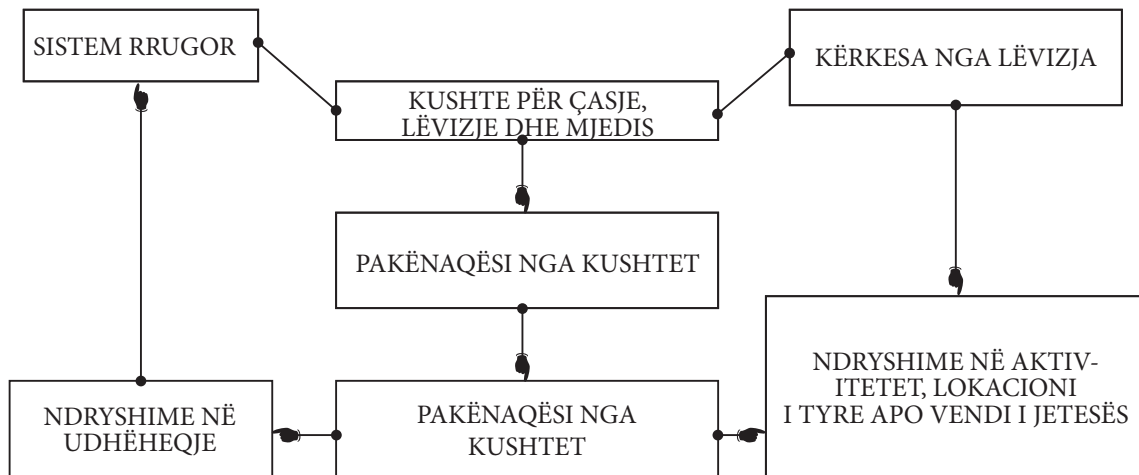 SISTEM RRUGOR
KËRKESA NGA LËVIZJA
KUSHTE PËR ÇASJE,
LËVIZJE DHE MJEDIS
PAKËNAQËSI NGA KUSHTET
NDRYSHIME NË
UDHËHEQJE
PAKËNAQËSI NGA
KUSHTET
NDRYSHIME NË AKTIV-
ITETET, LOKACIONI
I TYRE APO VENDI I JETESËS